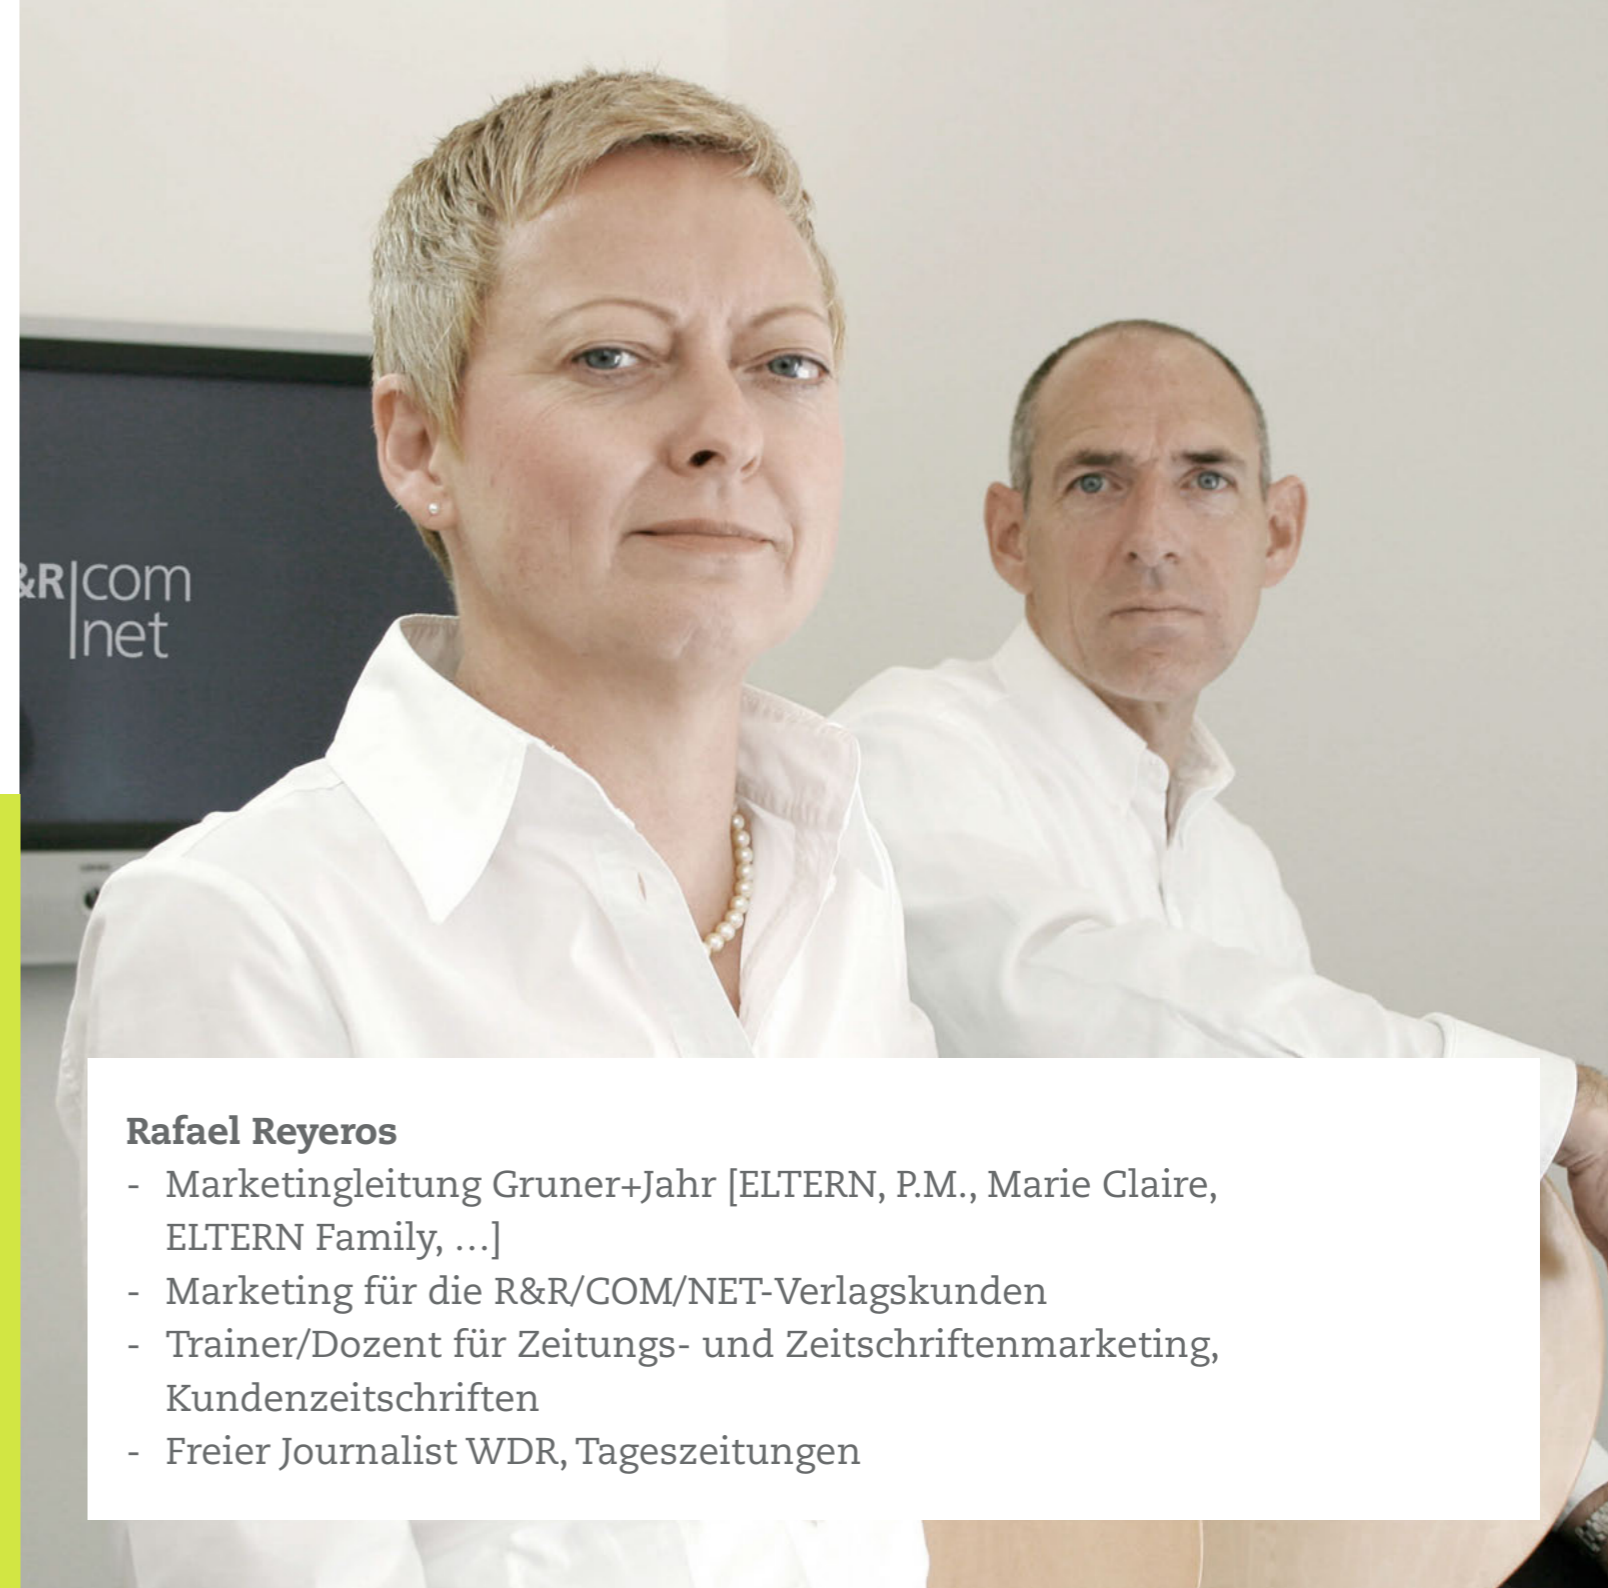 &R com
net
Rafael Reyeros
- Marketingleitung Gruner+Jahr [ELTERN, P.M., Marie Claire,
ELTERN Family, …]
- Marketing für die R&R/COM/NET-Verlagskunden
- Trainer/Dozent für Zeitungs- und Zeitschriftenmarketing,
Kundenzeitschriften
- Freier Journalist WDR, Tageszeitungen